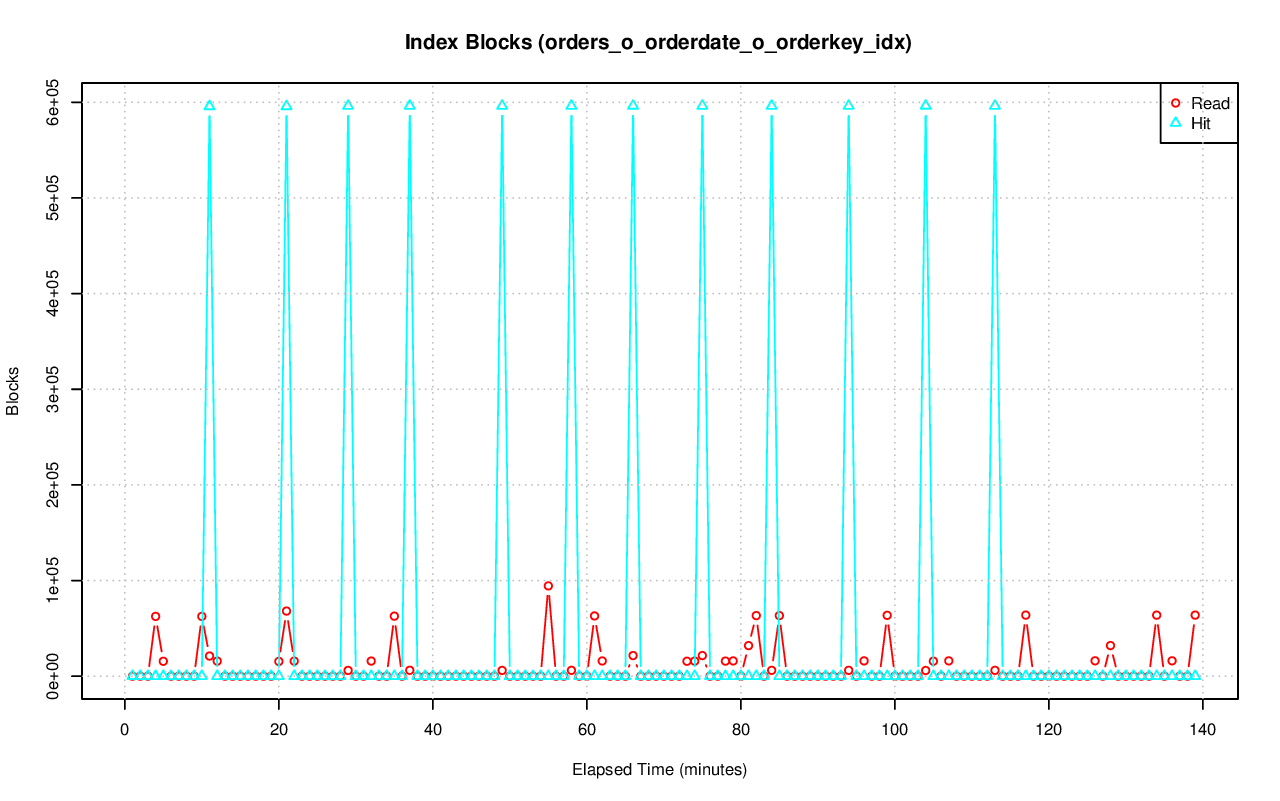 Index Blocks (orders_o_orderdate_o_orderkey_idx)
Read
Hit
Blocks
6e+05
5e+05
4e+05
3e+05
2e+05
1e+05
0e+00
0 20 40 60 80 100 120 140
Elapsed Time (minutes)